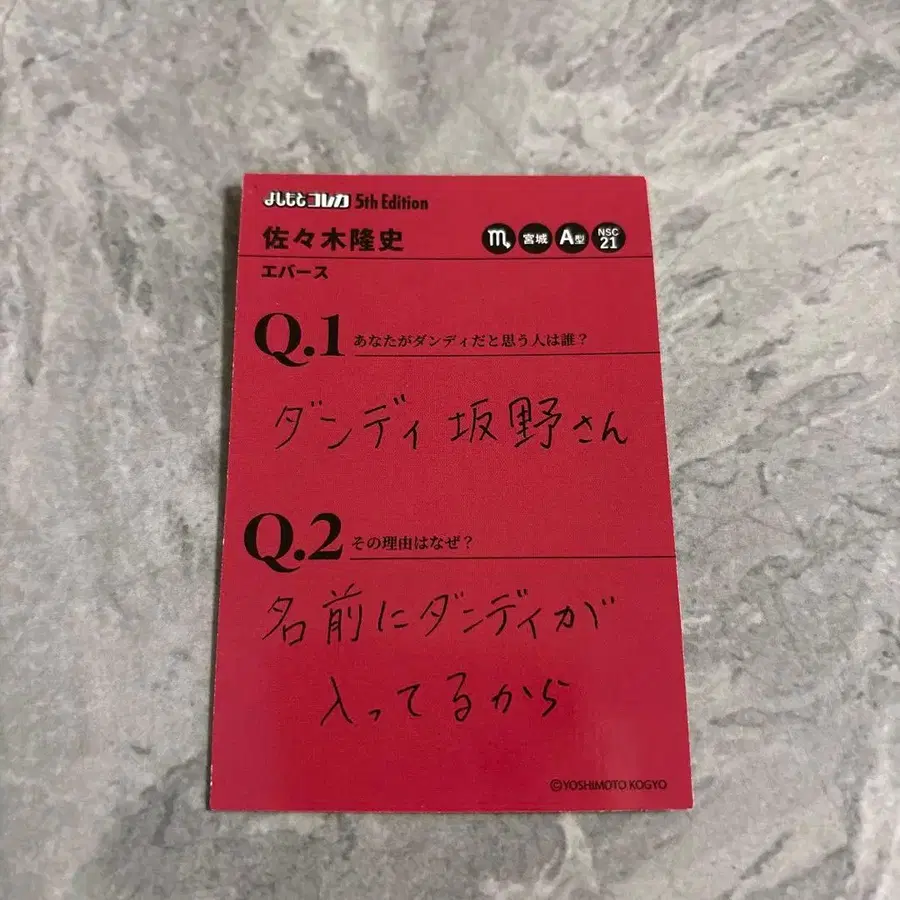 よしもとコレカ 5th Edition
佐々木隆史
♏ 宮城 A型 NSC 21
エバース
Q.1 あなたがダンディだと思う人は誰?
ダンディ坂野さん
Q.2 その理由はなぜ?
名前にダンディが
入ってるから
©YOSHIMOTO KOGYO